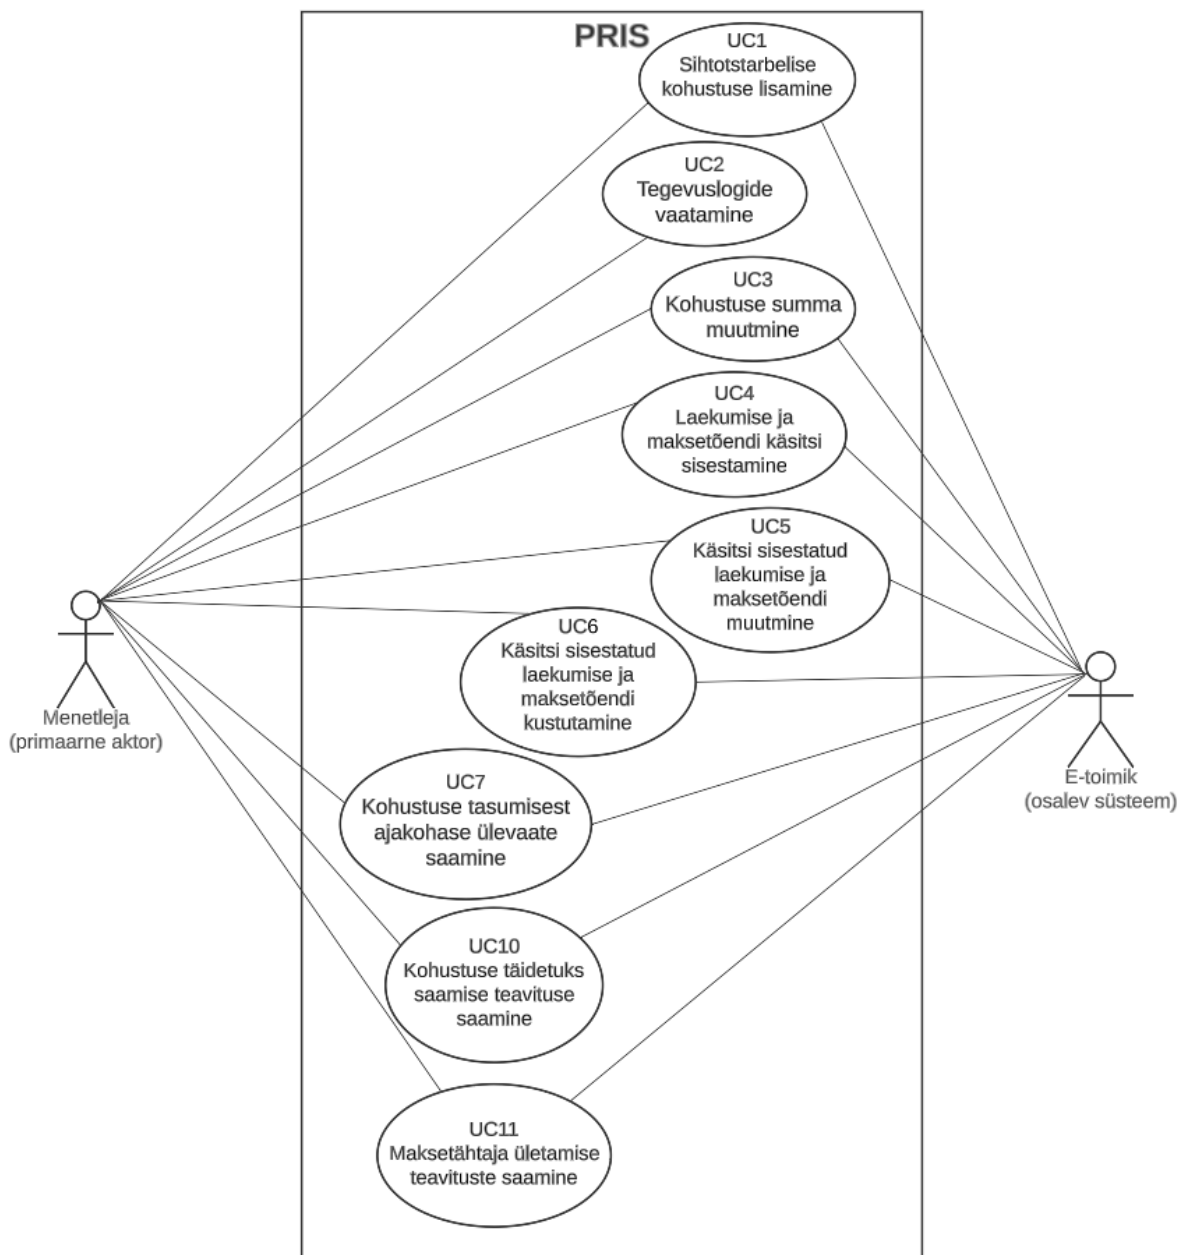 PRIS
UC1
Sihtotstarbelise
kohustuse lisamine
UC2
Tegevuslogide
vaatamine
UC3
Kohustuse summa
muutmine
UC4
Laekumise ja
maksetõendi käsitsi
sisestamine
UC5
Käsitsi sisestatud
laekumise ja
maksetõendi
muutmine
UC6
Käsitsi sisestatud
laekumise ja
maksetõendi
kustutamine
Menetleja
(primaarne aktor)
E-toimik
(osalev süsteem)
UC7
Kohustuse tasumisest
ajakohase ülevaate
saamine
UC10
Kohustuse täidetuks
saamise teavituse
saamine
UC11
Maksetähtaja ületamise
teavituste saamine